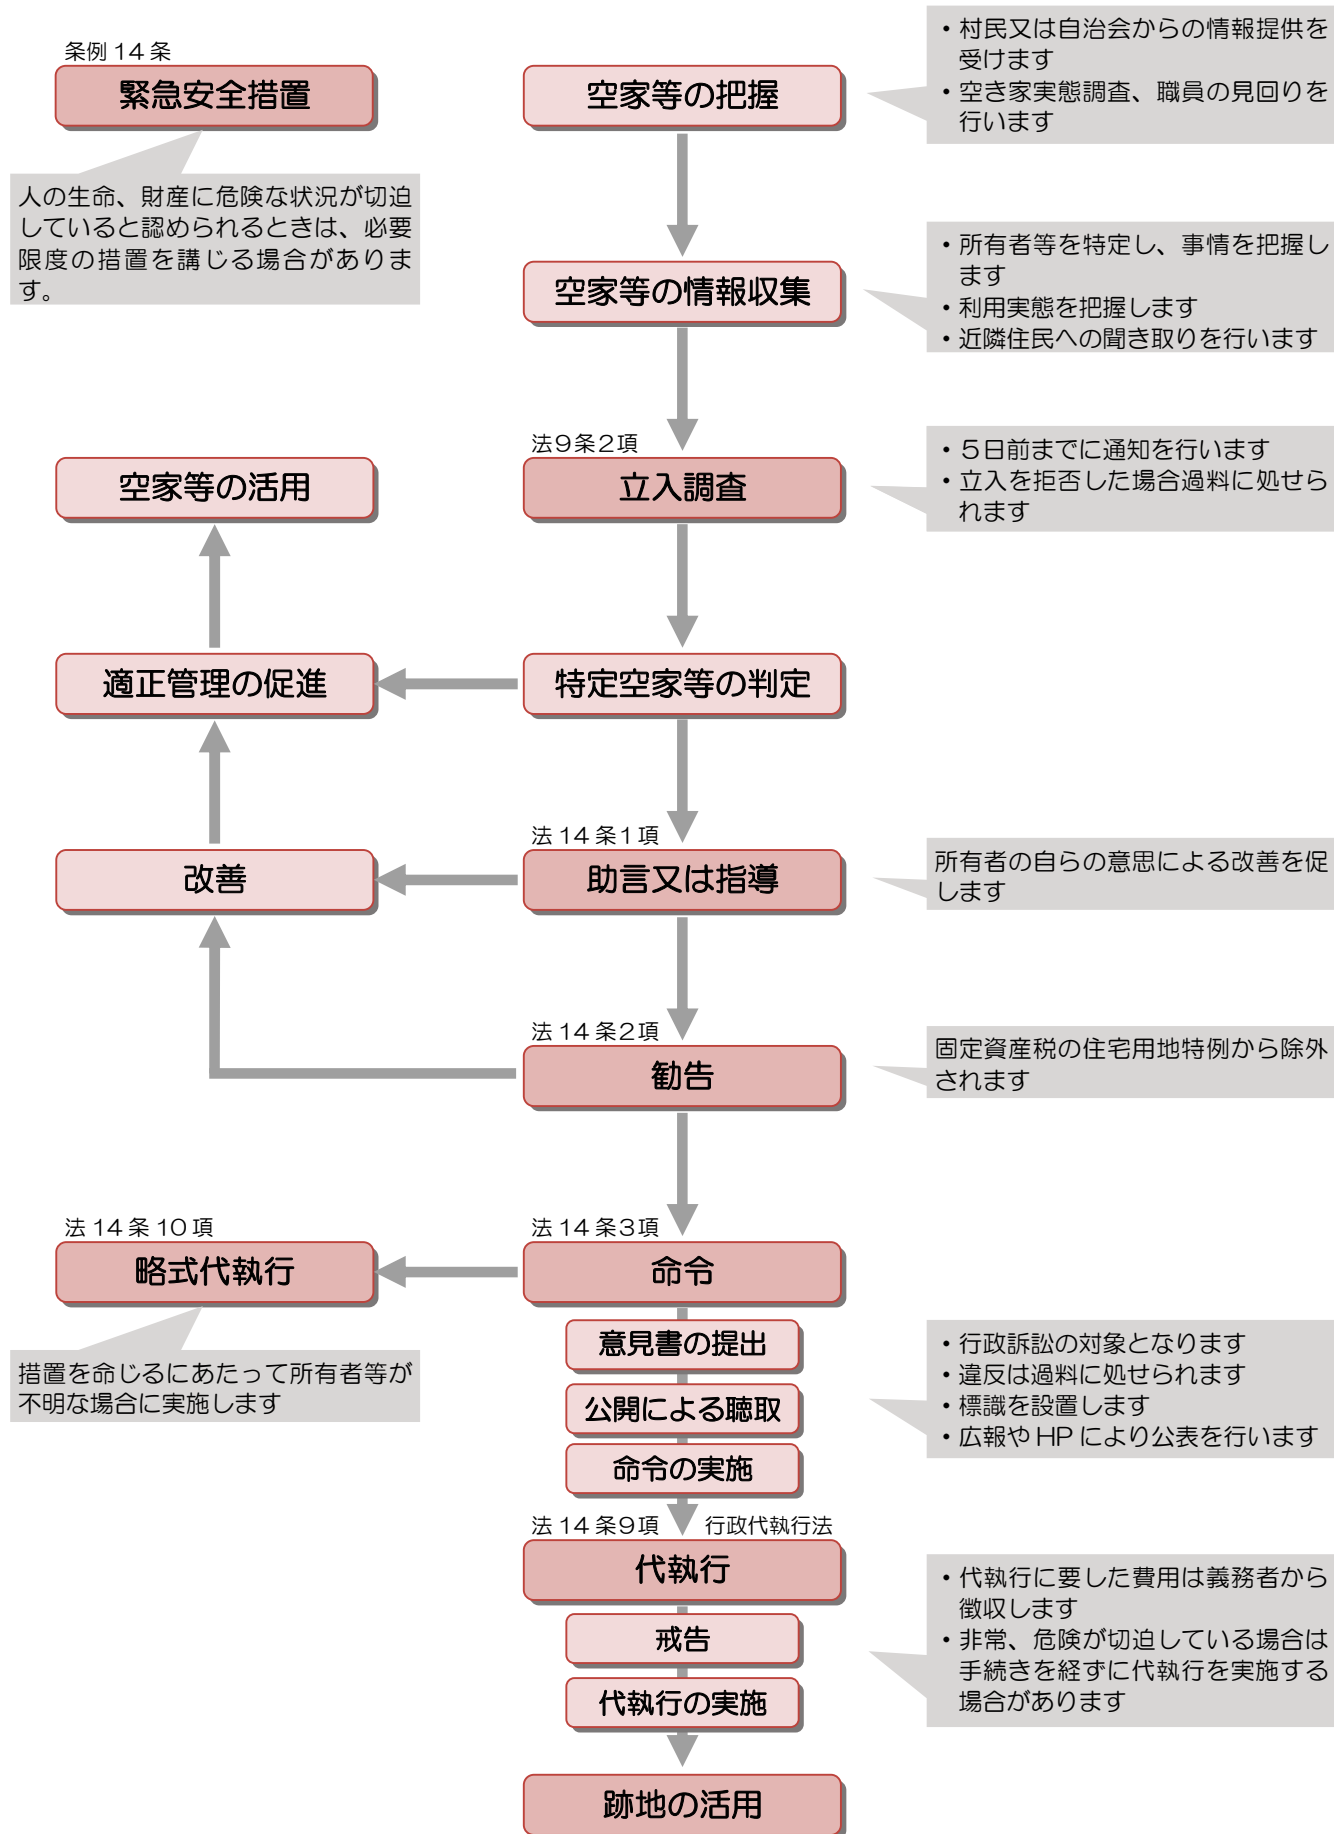 条例 14 条
緊急安全措置
人の生命、財産に危険な状況が切迫
していると認められるときは、必要
限度の措置を講じる場合がありま
す。
空家等の把握
・村民又は自治会からの情報提供を
受けます
・空き家実態調査、職員の見回りを
行います
空家等の情報収集
・所有者等を特定し、事情を把握し
ます
・利用実態を把握します
・近隣住民への聞き取りを行います
法9条2項
立入調査
・5日前までに通知を行います
・立入を拒否した場合過料に処せら
れます
空家等の活用
適正管理の促進
特定空家等の判定
改善
法 14 条1項
助言又は指導
所有者の自らの意思による改善を促
します
法 14 条2項
勧告
固定資産税の住宅用地特例から除外
されます
法 14 条 10 項
略式代執行
措置を命じるにあたって所有者等が
不明な場合に実施します
法 14 条3項
命令
意見書の提出
公開による聴取
命令の実施
・行政訴訟の対象となります
・違反は過料に処せられます
・標識を設置します
・広報や HP により公表を行います
法 14 条9項 行政代執行法
代執行
戒告
代執行の実施
・代執行に要した費用は義務者から
徴収します
・非常、危険が切迫している場合は
手続きを経ずに代執行を実施する
場合があります
跡地の活用